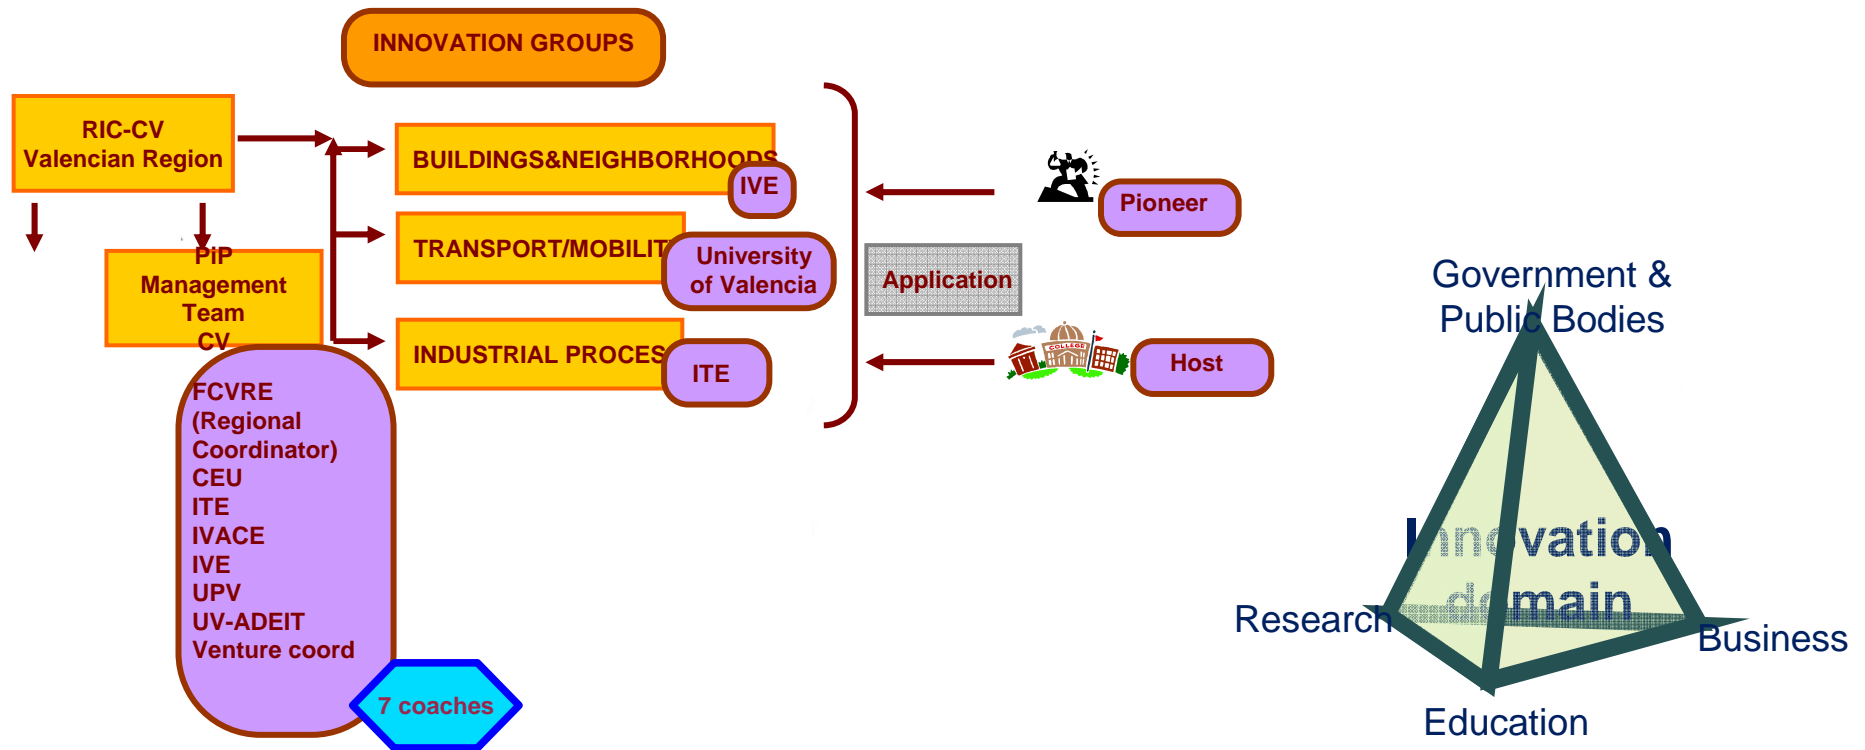 INNOVATION GROUPS
RIC-CV
Valencian Region
BUILDINGS&NEIGHBORHOODS
IVE
Pioneer
PiP
Management
Team
CV
TRANSPORT/MOBILIT
University
of Valencia
Application
INDUSTRIAL PROCES
ITE
COLLEGE
Host
FCVRE
(Regional
Coordinator)
CEU
ITE
IVACE
IVE
UPV
UV-ADEIT
Venture coord
7 coaches
Government &
Public Bodies
Innovation
domain
Research
Business
Education